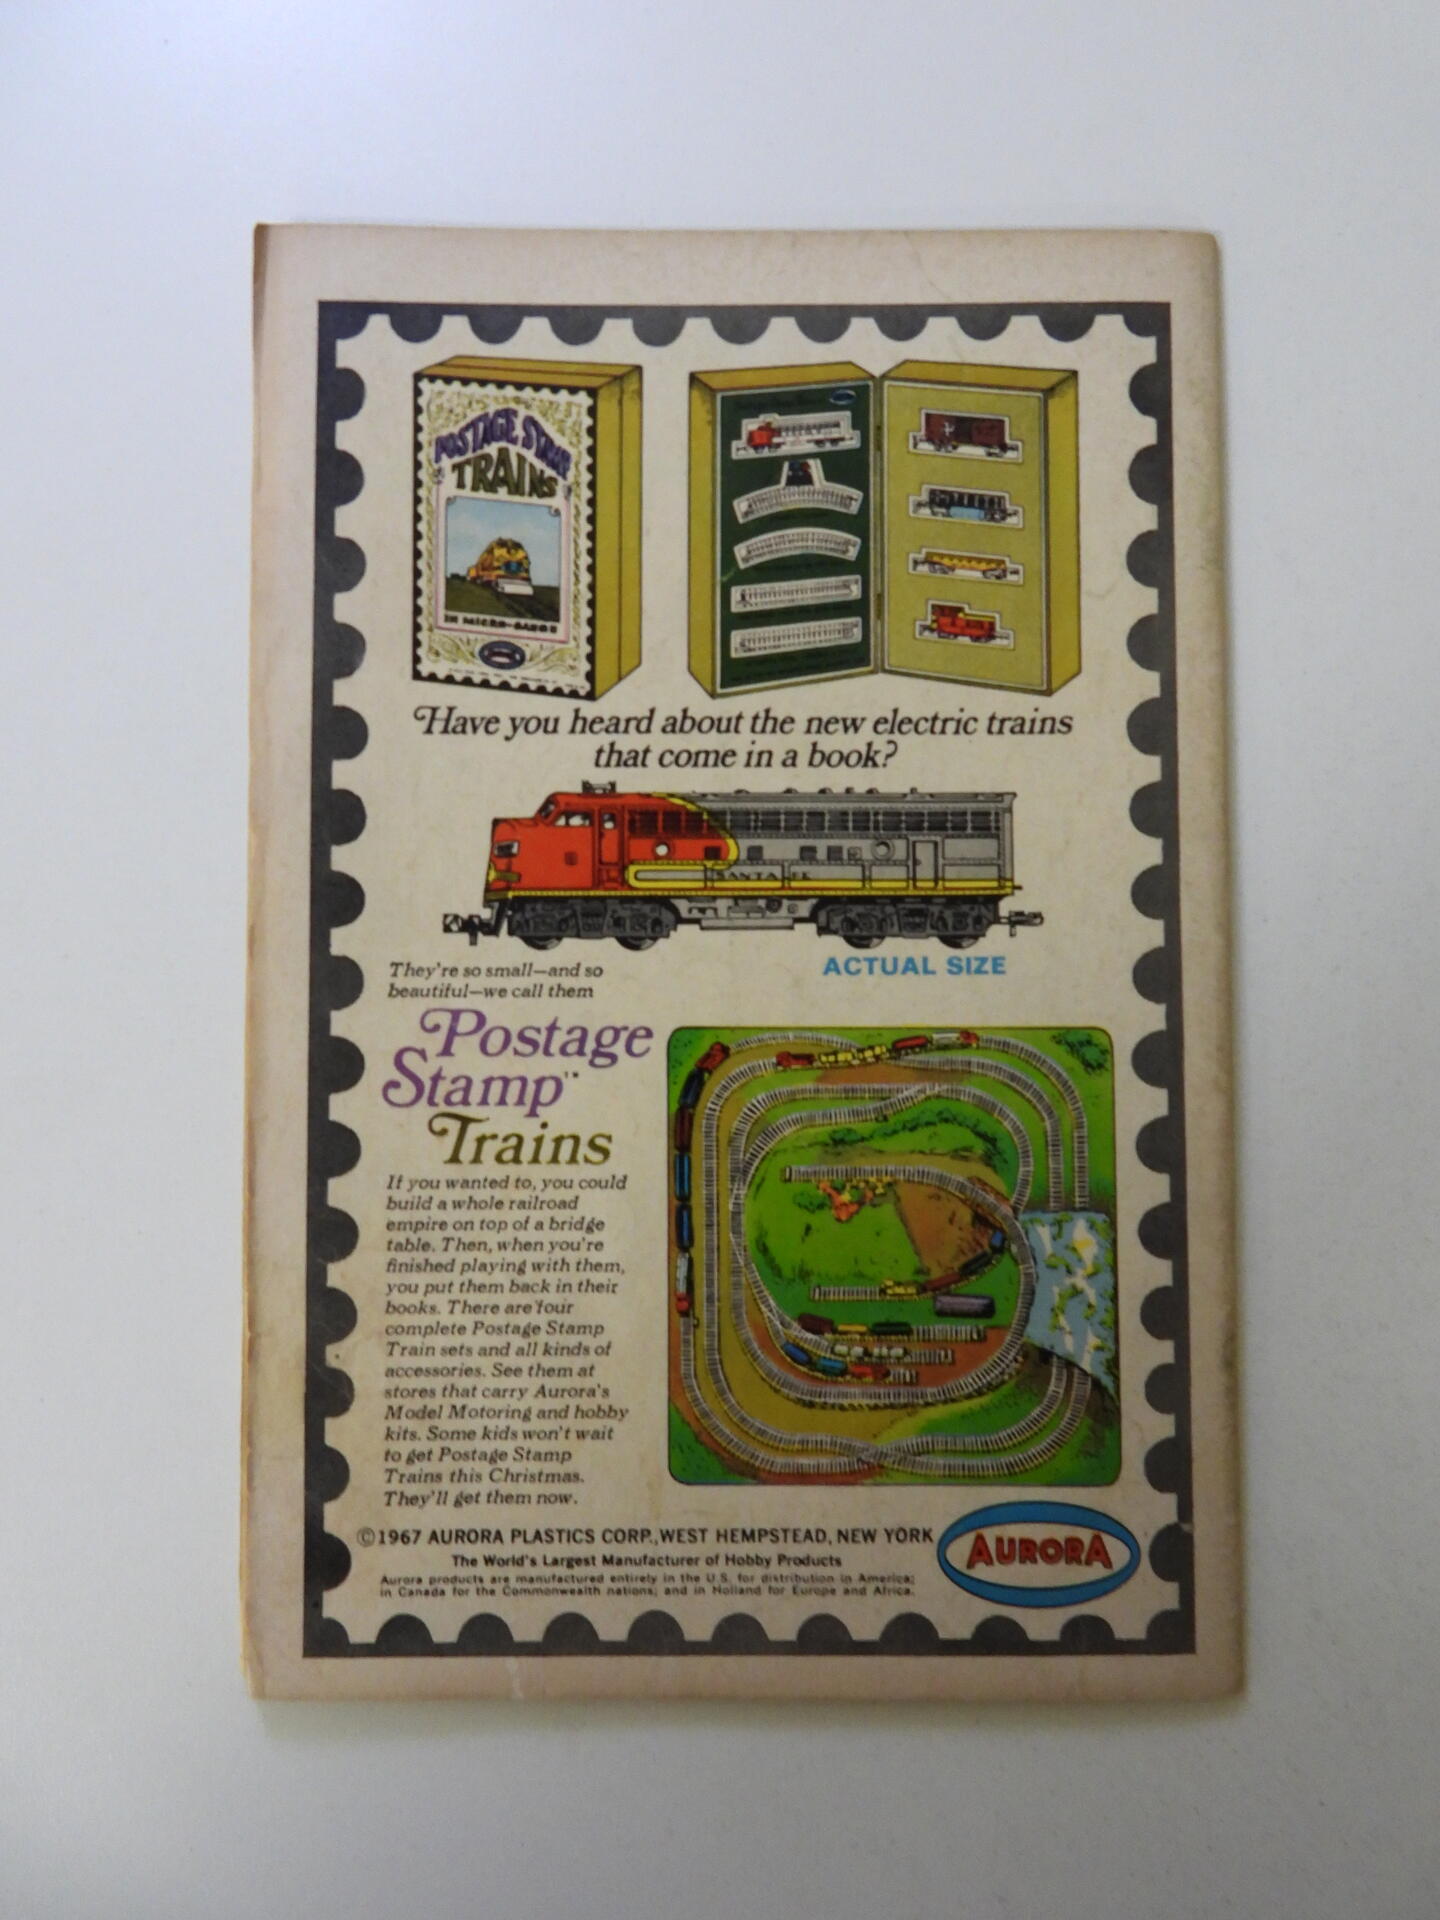 POSTAGE STAMP
TRAINS
IN MICRO-GAUGE
Have you heard about the new electric trains
that come in a book?
SANTA FE
ACTUAL SIZE
They're so small—and so
beautiful—we call them
Postage
Stamp™
Trains
If you wanted to, you could
build a whole railroad
empire on top of a bridge
table. Then, when you're
finished playing with them,
you put them back in their
books. There are four
complete Postage Stamp
Train sets and all kinds of
accessories. See them at
stores that carry Aurora's
Model Motoring and hobby
kits. Some kids won't wait
to get Postage Stamp
Trains this Christmas.
They'll get them now.
©1967 AURORA PLASTICS CORP., WEST HEMPSTEAD, NEW YORK
The World's Largest Manufacturer of Hobby Products
Aurora products are manufactured entirely in the U.S. for distribution in America;
in Canada for the Commonwealth nations; and in Holland for Europe and Africa.
AURORA